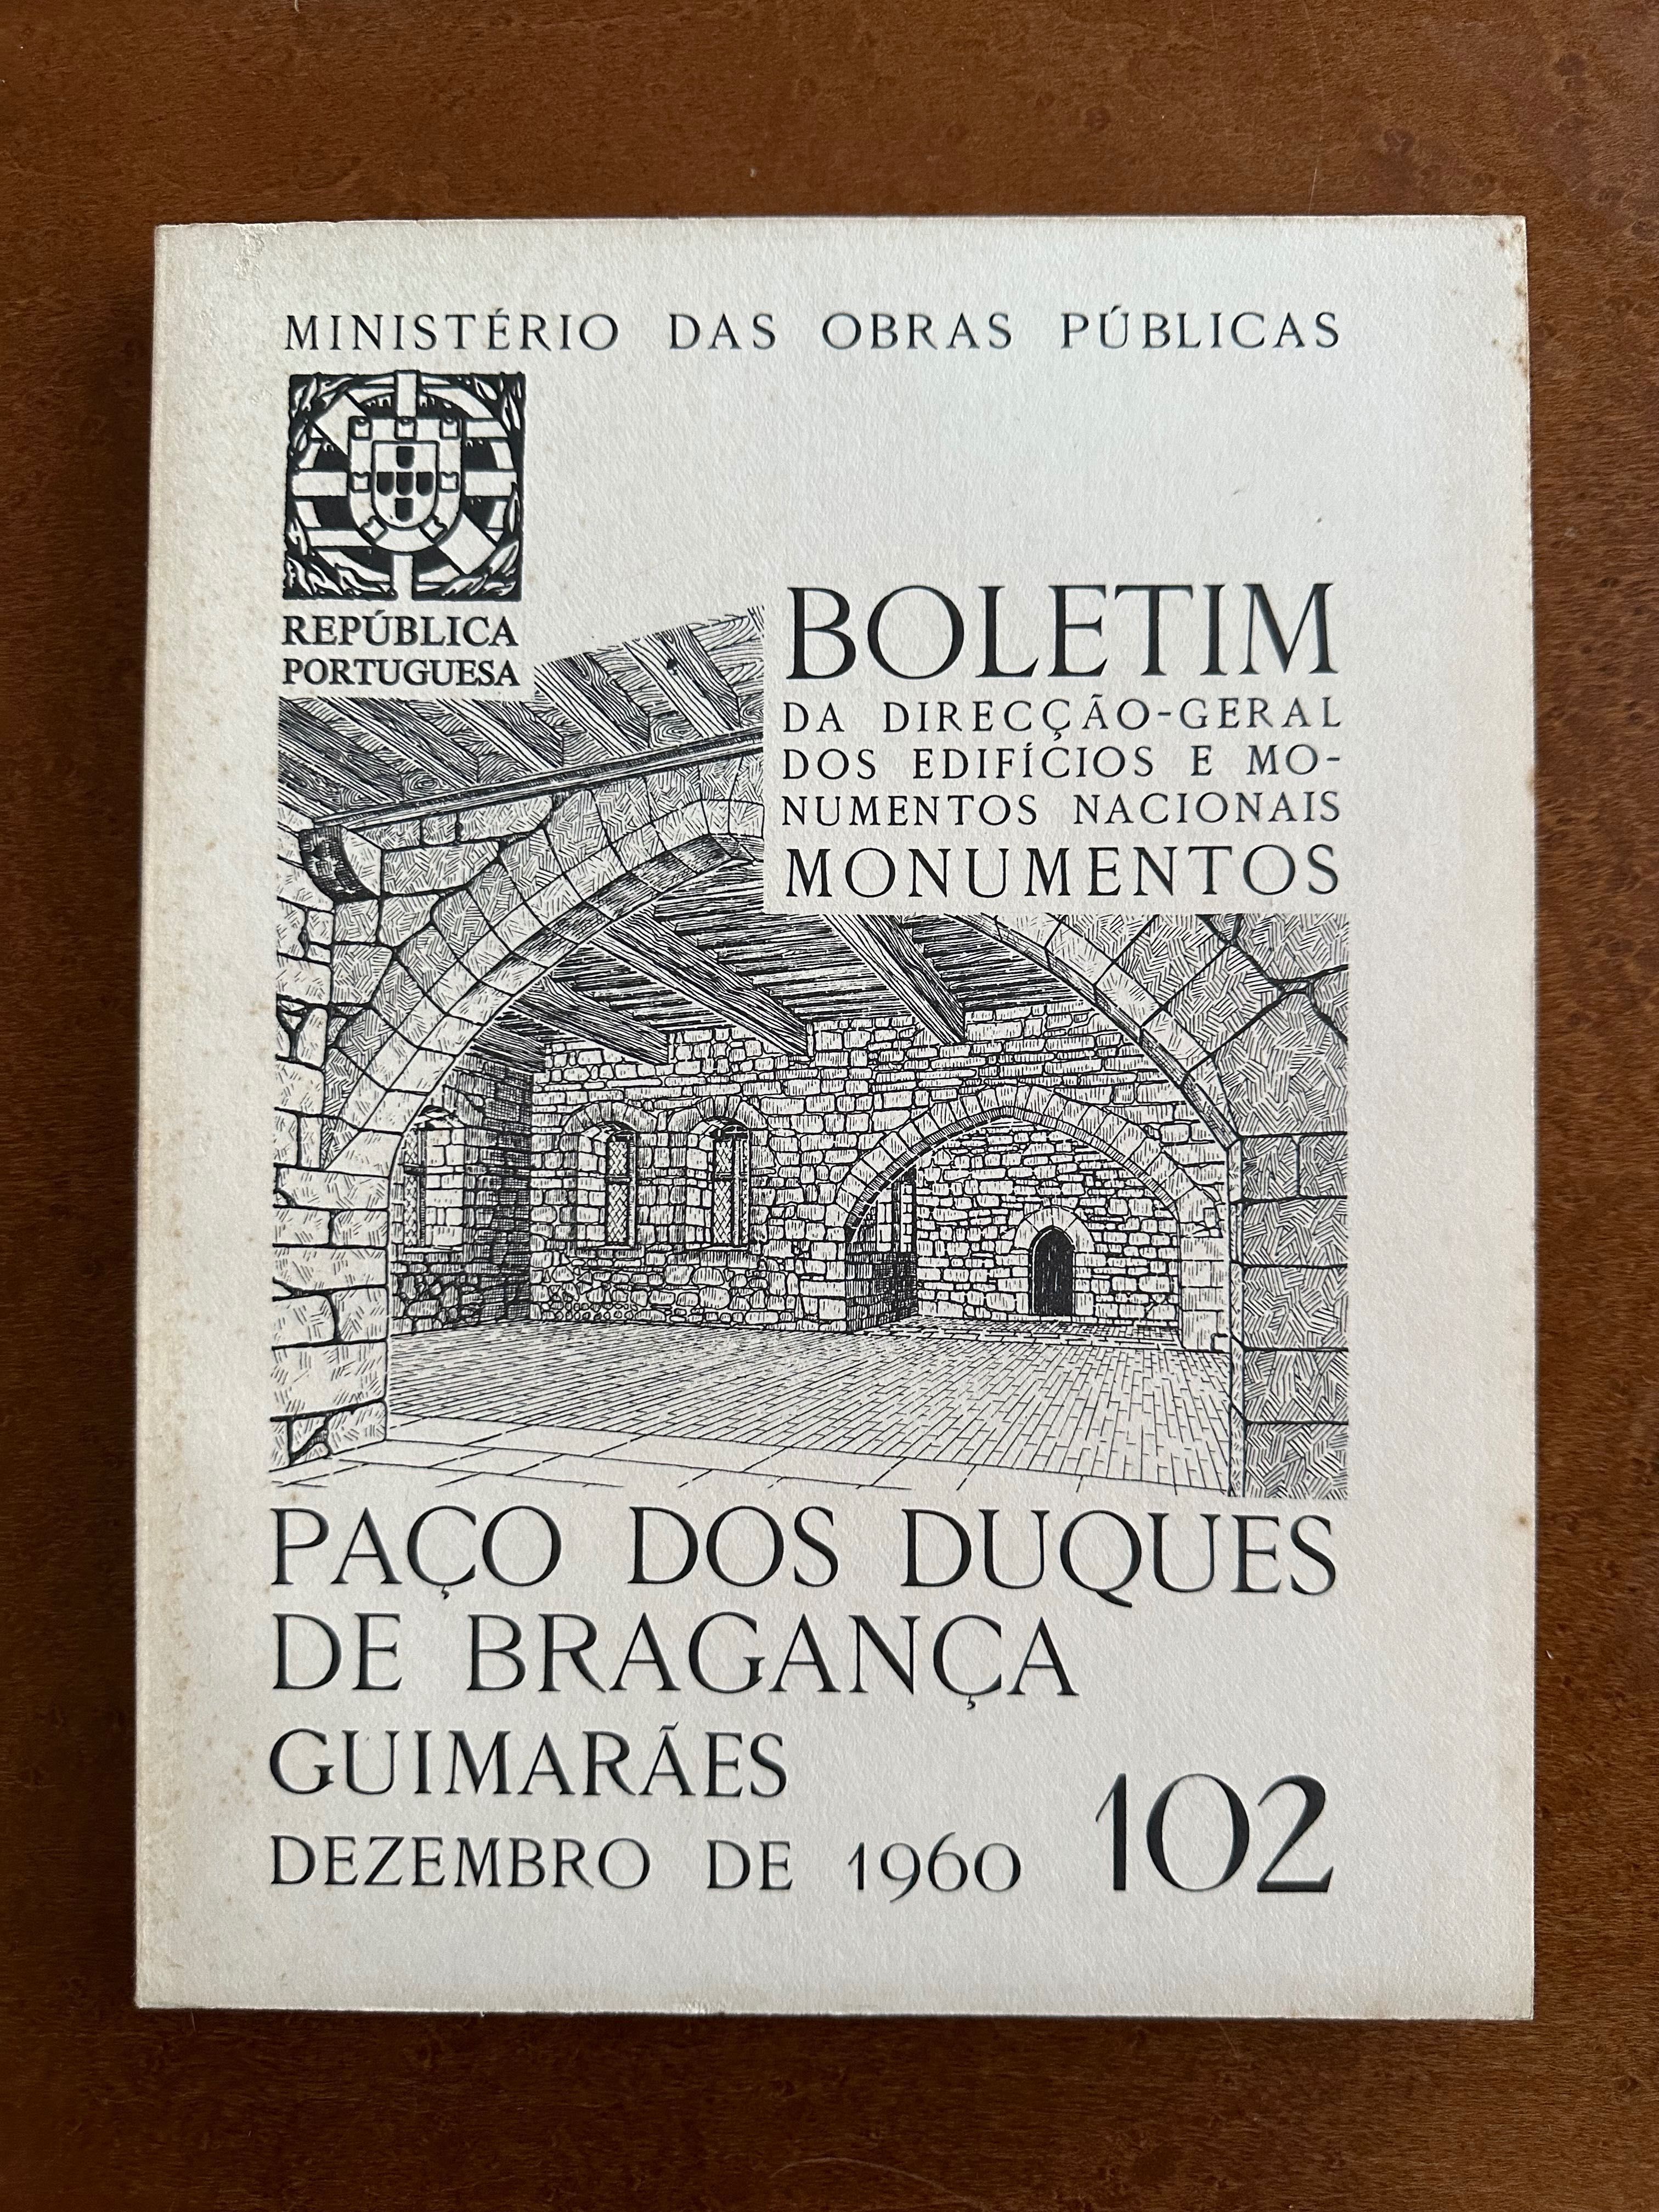 MINISTÉRIO DAS OBRAS PÚBLICAS
REPÚBLICA
PORTUGUESA
BOLETIM
DA DIRECÇÃO-GERAL
DOS EDIFÍCIOS E MO-
NUMENTOS NACIONAIS
MONUMENTOS
PAÇO DOS DUQUES
DE BRAGANÇA
GUIMARÃES
DEZEMBRO DE 1960
102